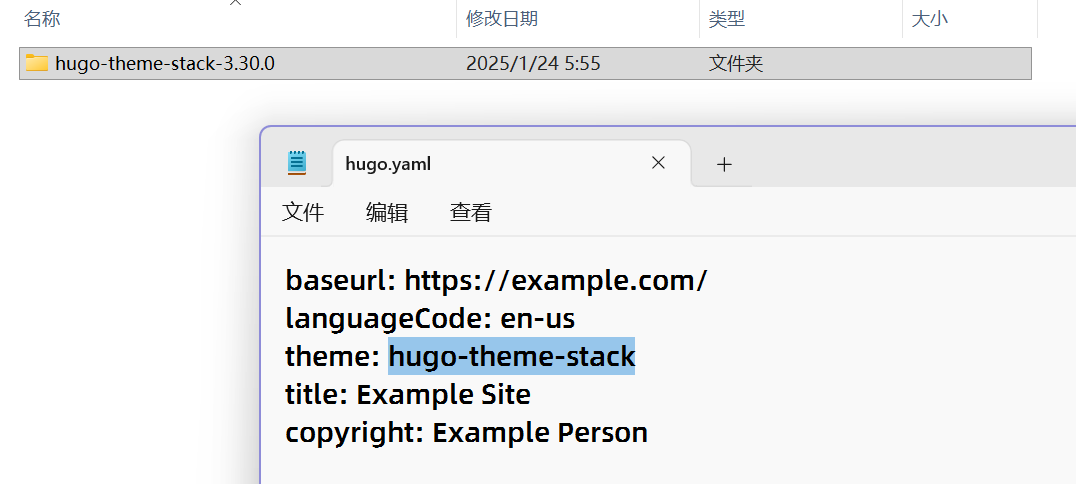 名称 修改日期 类型 大小
hugo-theme-stack-3.30.0 2025/1/24 5:55 文件夹
hugo.yaml
文件 编辑 查看
baseurl: https://example.com/
languageCode: en-us
theme: hugo-theme-stack
title: Example Site
copyright: Example Person